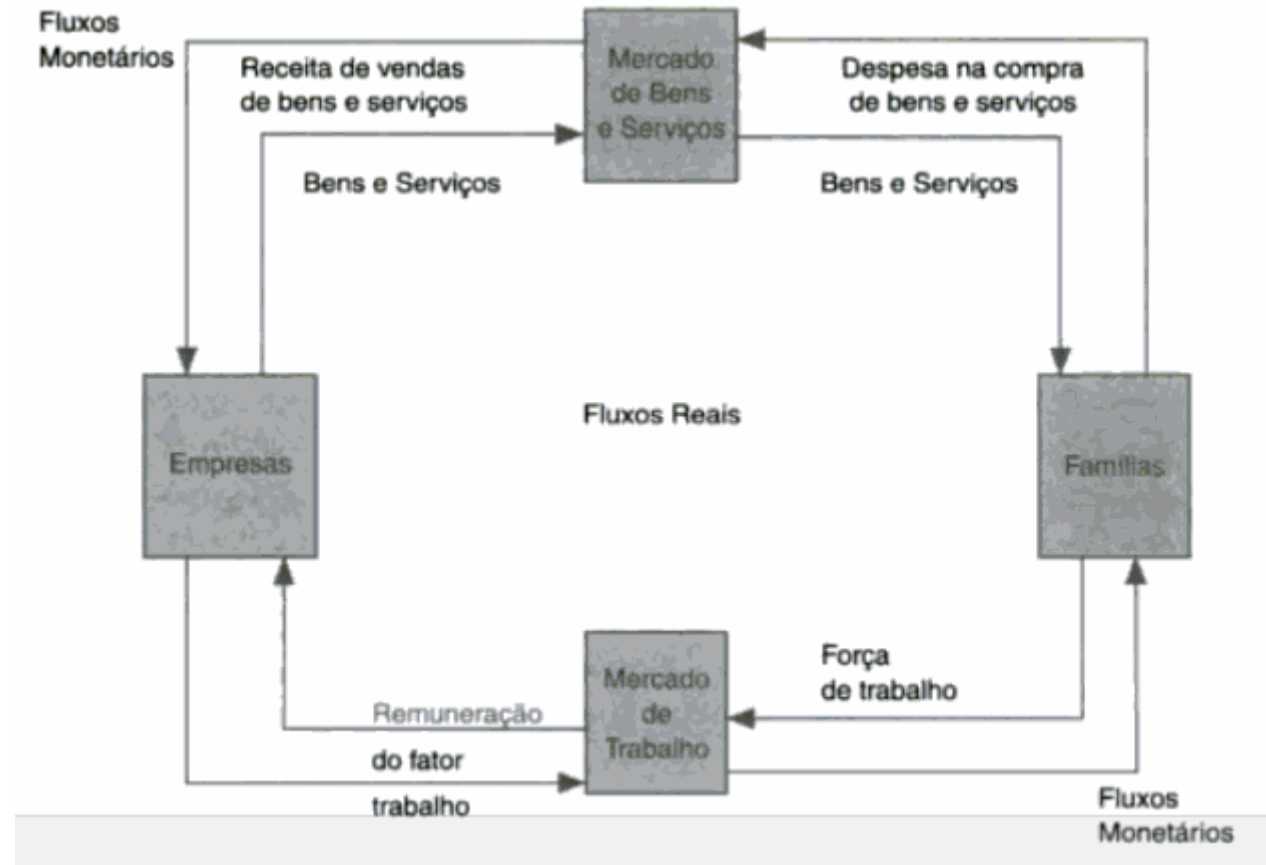 Fluxos
Monetários
Receita de vendas
de bens e serviços
Mercado
de Bens
e Serviços
Despesa na compra
de bens e serviços
Bens e Serviços
Bens e Serviços
Empresas
Fluxos Reais
Famílias
Remuneração
do fator
trabalho
Mercado
de
Trabalho
Força
de trabalho
Fluxos
Monetários